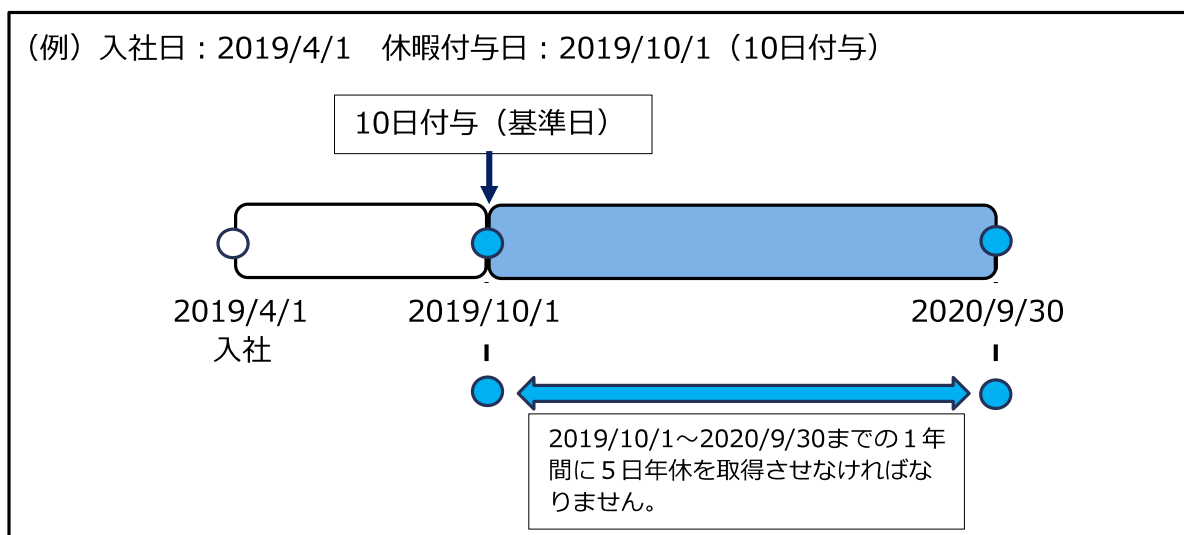 （例）入社日：2019/4/1　休暇付与日：2019/10/1（10日付与）
10日付与（基準日）
2019/4/1
入社
2019/10/1
2020/9/30
2019/10/1～2020/9/30までの１年
間に５日年休を取得させなければな
りません。